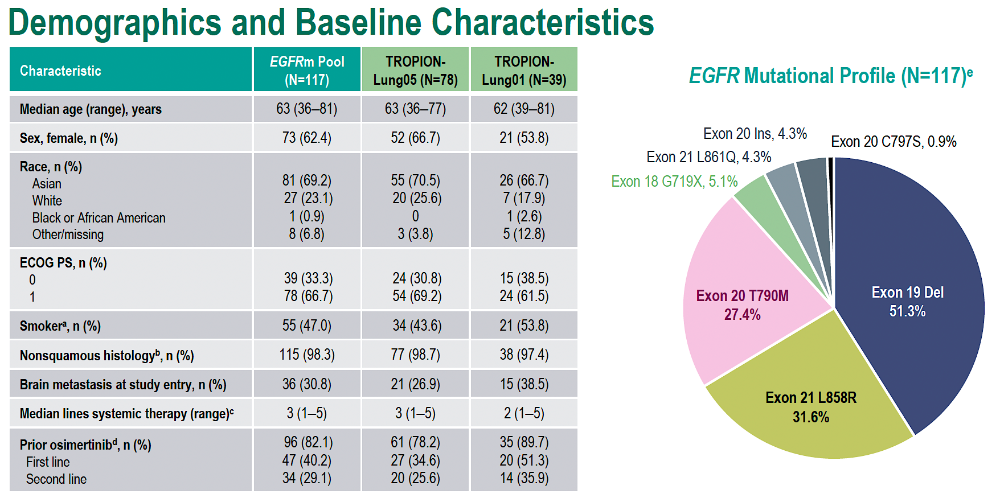 Demographics and Baseline Characteristics
Characteristic
EGFRm Pool
(N=117)
TROPION-
Lung05 (N=78)
TROPION-
Lung01 (N=39)
Median age (range), years 63 (36–81) 63 (36–77) 62 (39–81)
Sex, female, n (%) 73 (62.4) 52 (66.7) 21 (53.8)
Race, n (%)
Asian 81 (69.2) 55 (70.5) 26 (66.7)
White 27 (23.1) 20 (25.6) 7 (17.9)
Black or African American 1 (0.9) 0 1 (2.6)
Other/missing 8 (6.8) 3 (3.8) 5 (12.8)
ECOG PS, n (%)
0 39 (33.3) 24 (30.8) 15 (38.5)
1 78 (66.7) 54 (69.2) 24 (61.5)
Smokerᵃ, n (%) 55 (47.0) 34 (43.6) 21 (53.8)
Nonsquamous histologyᵇ, n (%) 115 (98.3) 77 (98.7) 38 (97.4)
Brain metastasis at study entry, n (%) 36 (30.8) 21 (26.9) 15 (38.5)
Median lines systemic therapy (range)ᶜ 3 (1–5) 3 (1–5) 2 (1–5)
Prior osimertinibᵈ, n (%) 96 (82.1) 61 (78.2) 35 (89.7)
First line 47 (40.2) 27 (34.6) 20 (51.3)
Second line 34 (29.1) 20 (25.6) 14 (35.9)
EGFR Mutational Profile (N=117)ᵉ
Exon 20 Ins, 4.3%
Exon 20 C797S, 0.9%
Exon 21 L861Q, 4.3%
Exon 18 G719X, 5.1%
Exon 20 T790M
27.4%
Exon 19 Del
51.3%
Exon 21 L858R
31.6%